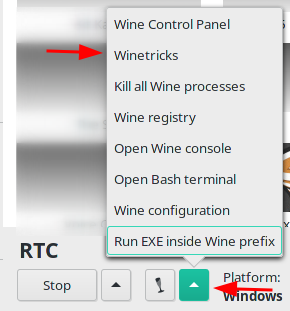 Wine Control Panel
Winetricks
Kill all Wine processes
Wine registry
Open Wine console
Open Bash terminal
Wine configuration
Run EXE inside Wine prefix
RTC
Stop
Platform:
Windows